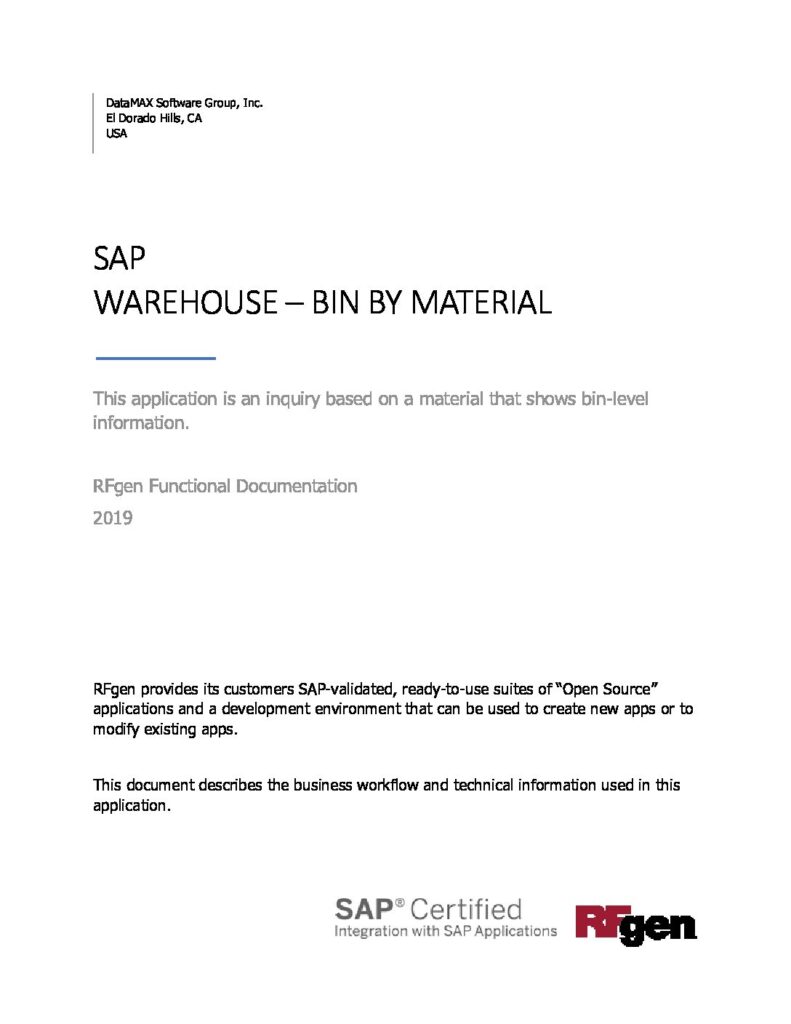 DataMAX Software Group, Inc.
El Dorado Hills, CA
USA
SAP
WAREHOUSE – BIN BY MATERIAL
This application is an inquiry based on a material that shows bin-level
information.
RFgen Functional Documentation
2019
RFgen provides its customers SAP-validated, ready-to-use suites of “Open Source”
applications and a development environment that can be used to create new apps or to
modify existing apps.
This document describes the business workflow and technical information used in this
application.
SAP® Certified
Integration with SAP Applications
RFgen